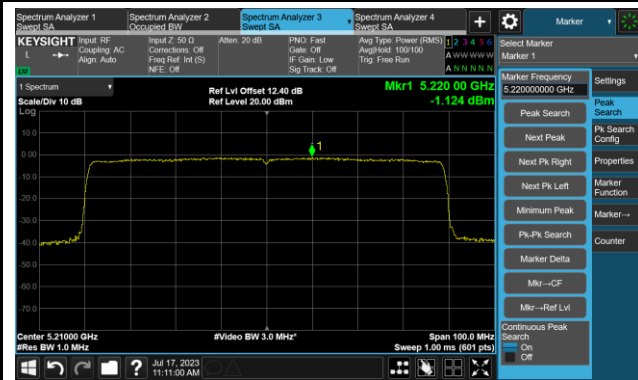 Spectrum Analyzer 1
Swept SA
Spectrum Analyzer 2
Occupied BW
Spectrum Analyzer 3
Swept SA
Spectrum Analyzer 4
Swept SA
+
Marker
KEYSIGHT
L
LXI
Input: RF
Coupling: AC
Align: Auto
Input Z: 50 Ω
Corrections: Off
Freq Ref: Int (S)
NFE: Off
Atten: 20 dB
PNO: Fast
Gate: Off
IF Gain: Low
Sig Track: Off
Avg Type: Power (RMS)
Avg|Hold: 100/100
Trig: Free Run
1 2 3 4 5 6
A W W W W W
A N N N N N
Select Marker
Marker 1
1 Spectrum
Scale/Div 10 dB
Log
Ref Lvl Offset 12.40 dB
Ref Level 20.00 dBm
Mkr1 5.220 00 GHz
-1.124 dBm
10.0
0.00
-10.0
-20.0
-30.0
-40.0
-50.0
-60.0
-70.0
1
Center 5.21000 GHz
#Res BW 1.0 MHz
#Video BW 3.0 MHz*
Span 100.0 MHz
Sweep 1.00 ms (601 pts)
Marker Frequency
5.220000000 GHz
Peak Search
Next Peak
Next Pk Right
Next Pk Left
Minimum Peak
Pk-Pk Search
Marker Delta
Mkr→CF
Mkr→Ref Lvl
Continuous Peak
Search
On
Off
Settings
Peak
Search
Pk Search
Config
Properties
Marker
Function
Marker→
Counter
?
Jul 17, 2023
11:11:00 AM